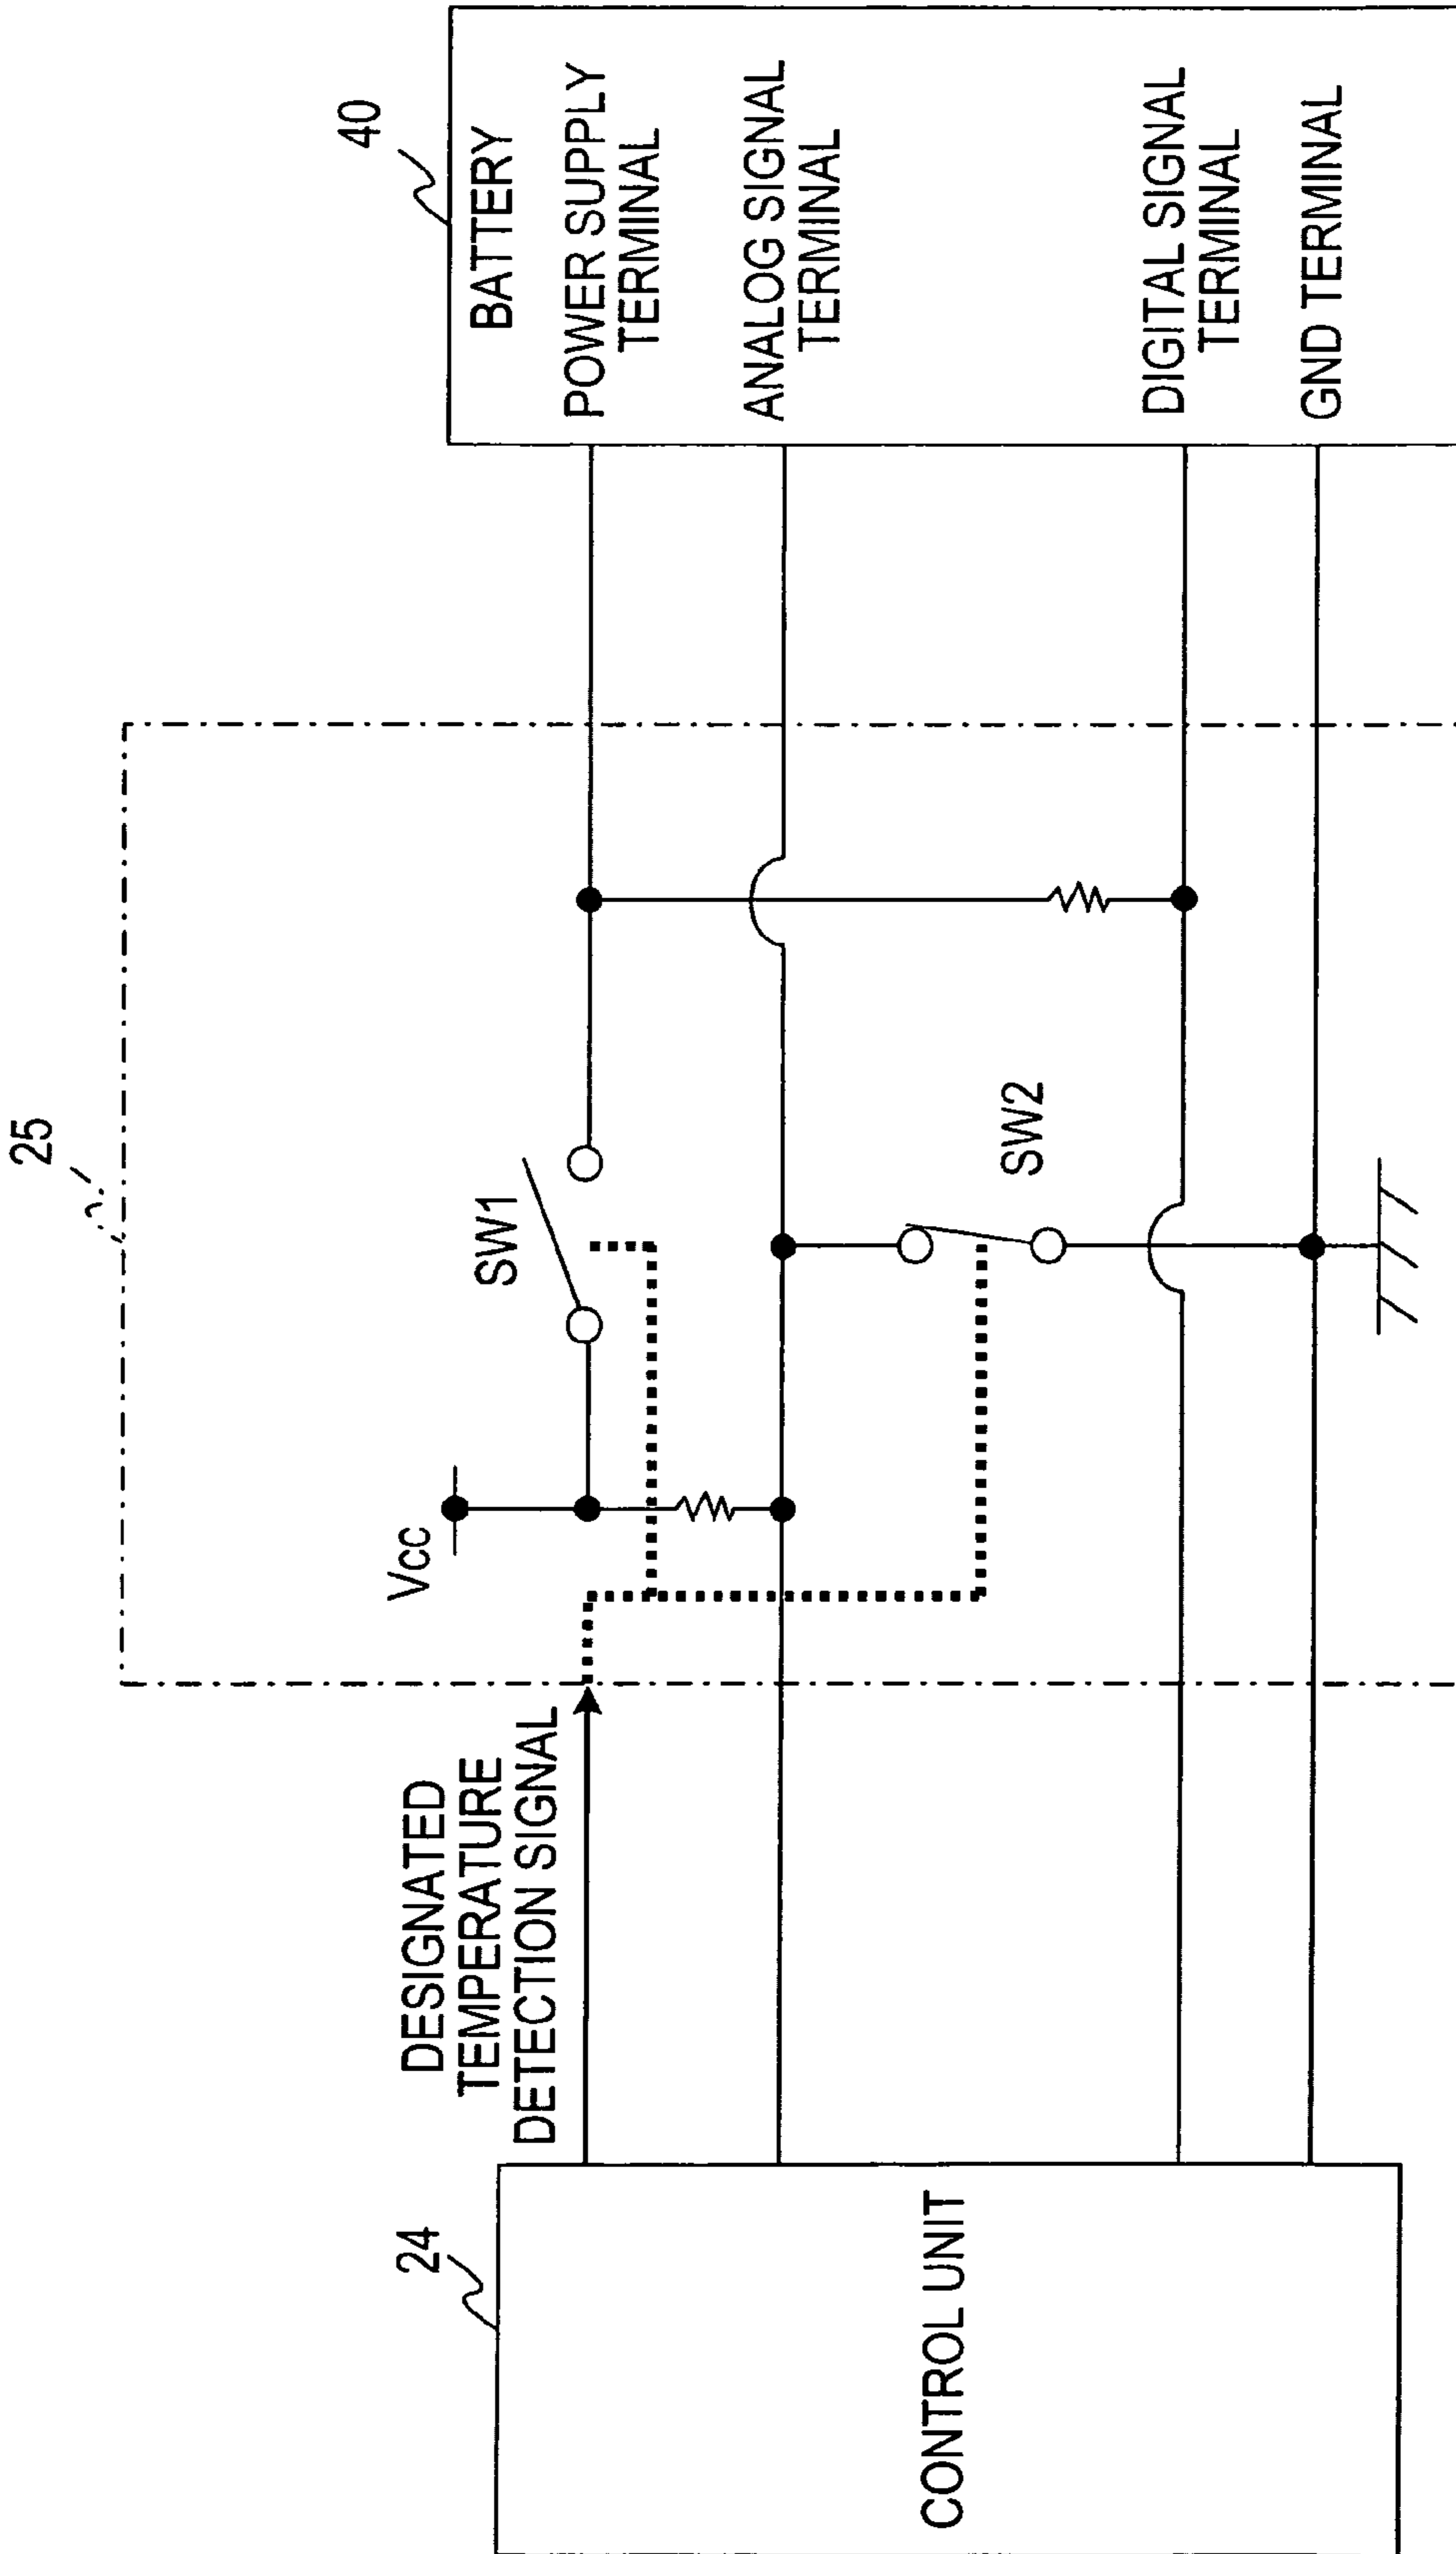 25
40
BATTERY
POWER SUPPLY
TERMINAL
ANALOG SIGNAL
TERMINAL
DIGITAL SIGNAL
TERMINAL
GND TERMINAL
SW1
SW2
Vcc
DESIGNATED
TEMPERATURE
DETECTION SIGNAL
24
CONTROL UNIT